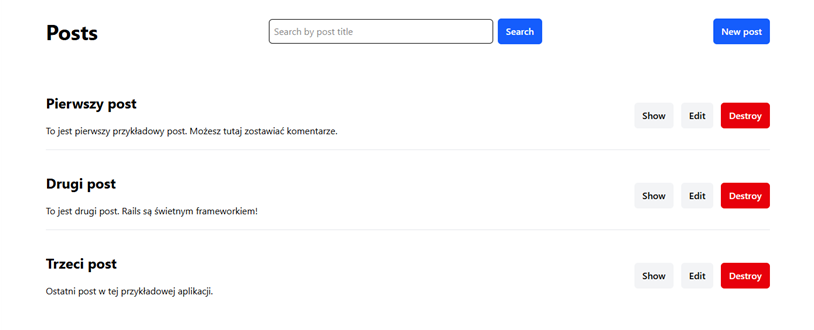 Posts
Search by post title
Search
New post
Pierwszy post
To jest pierwszy przykładowy post. Możesz tutaj zostawiać komentarze.
Show Edit Destroy
Drugi post
To jest drugi post. Rails są świetnym frameworkiem!
Show Edit Destroy
Trzeci post
Ostatni post w tej przykładowej aplikacji.
Show Edit Destroy